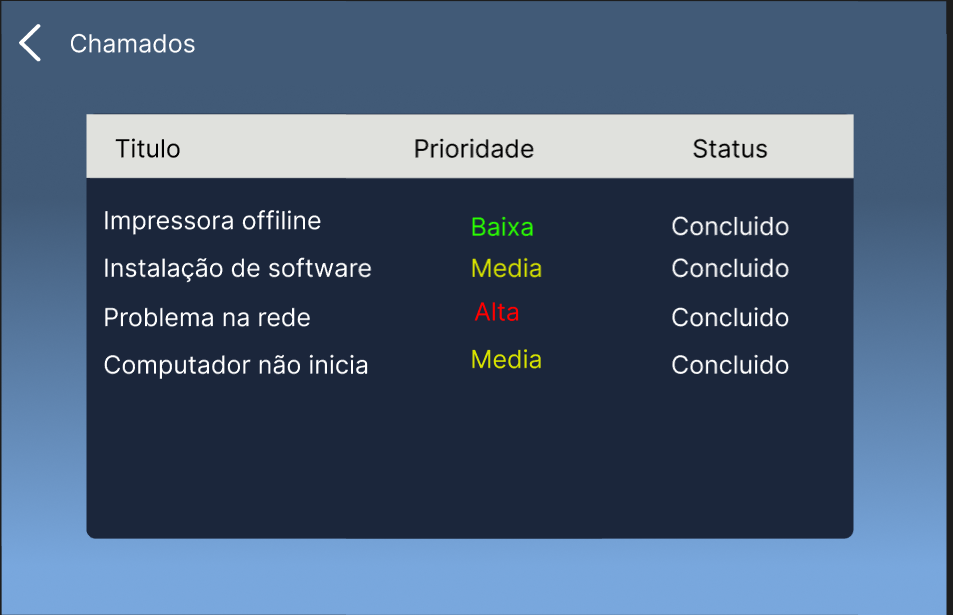 Chamados
Titulo Prioridade Status
Impressora offiline Baixa Concluido
Instalação de software Media Concluido
Problema na rede Alta Concluido
Computador não inicia Media Concluido